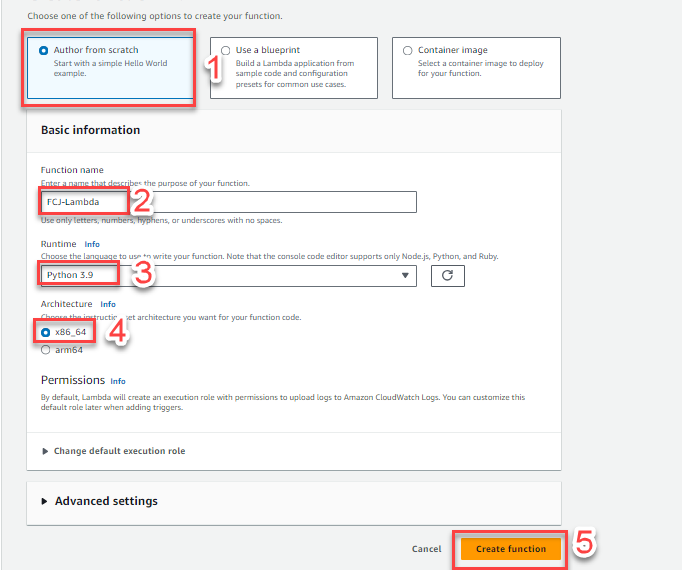 Choose one of the following options to create your function.
Author from scratch
Start with a simple Hello World
example.
1
Use a blueprint
Build a Lambda application from
sample code and configuration
presets for common use cases.
Container image
Select a container image to deploy
for your function.
Basic information
Function name
Enter a name that describes the purpose of your function.
FCJ-Lambda
2
Use only letters, numbers, hyphens, or underscores with no spaces.
Runtime Info
Choose the language to use to write your function. Note that the console code editor supports only Node.js, Python, and Ruby.
Python 3.9
3
Architecture Info
Choose the instruction set architecture you want for your function code.
x86_64
4
arm64
Permissions Info
By default, Lambda will create an execution role with permissions to upload logs to Amazon CloudWatch Logs. You can customize this
default role later when adding triggers.
Change default execution role
Advanced settings
Cancel
Create function
5